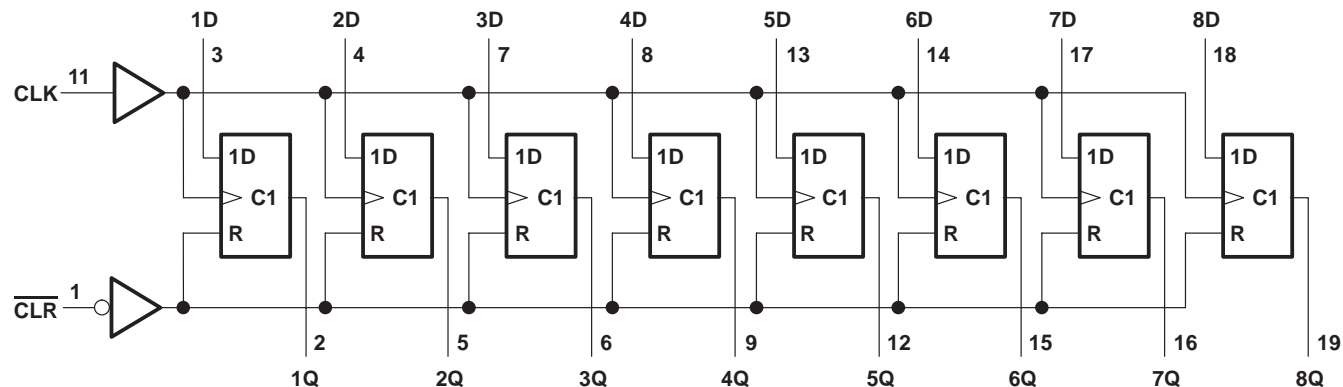 1D 2D 3D 4D 5D 6D 7D 8D
3 4 7 8 13 14 17 18
CLK 11
1D 1D 1D 1D 1D 1D 1D 1D
C1 C1 C1 C1 C1 C1 C1 C1
R R R R R R R R
CLR 1
2 5 6 9 12 15 16 19
1Q 2Q 3Q 4Q 5Q 6Q 7Q 8Q